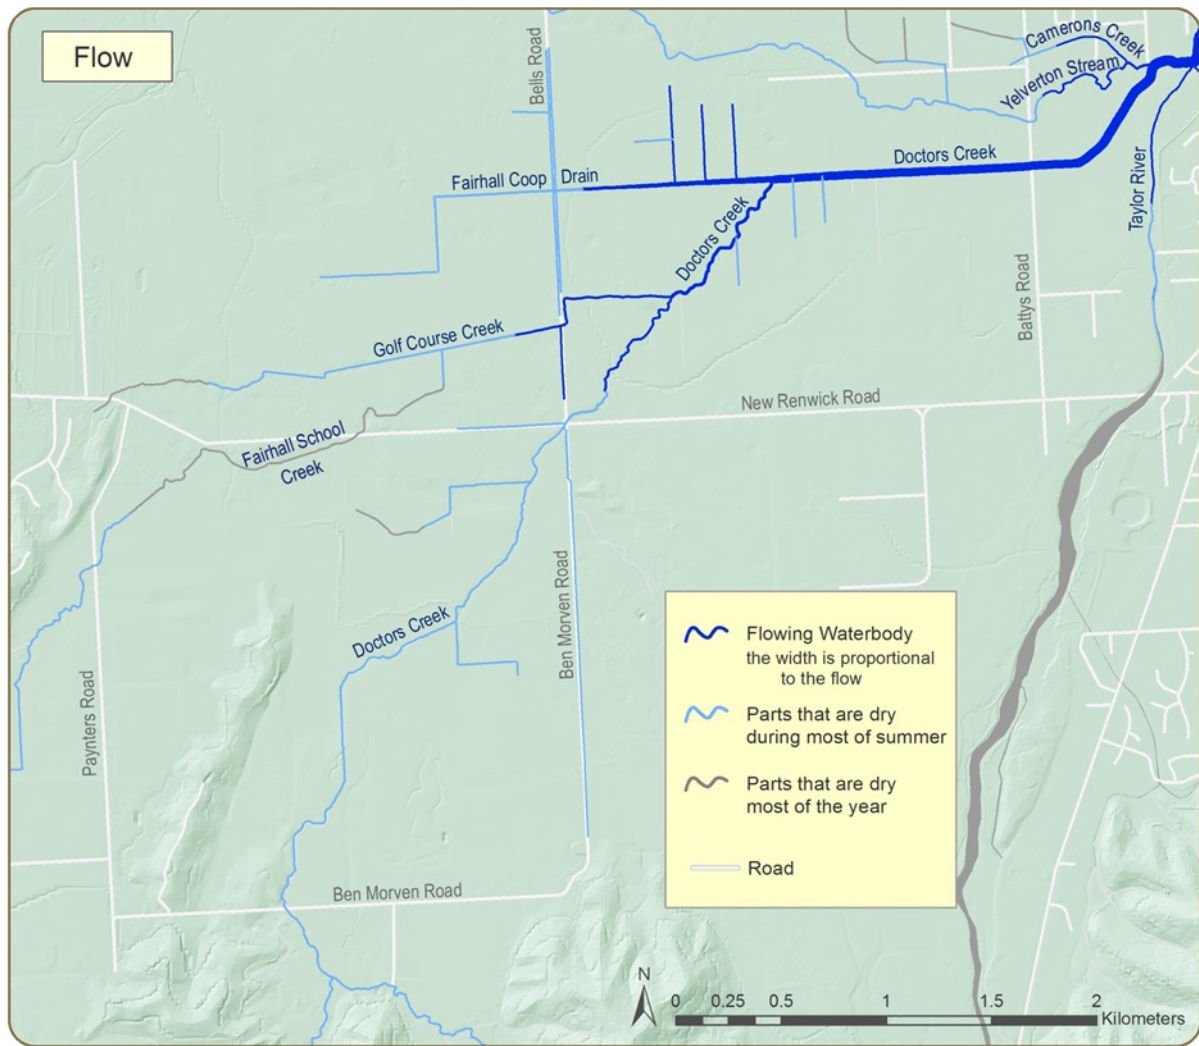 Flow
Bells Road
Camerons Creek
Yelverton Stream
Doctors Creek
Fairhall Coop Drain
Taylor River
Doctors Creek
Battys Road
Golf Course Creek
New Renwick Road
Fairhall School
Creek
Ben Morven Road
Doctors Creek
Paynters Road
Ben Morven Road
Flowing Waterbody
the width is proportional
to the flow
Parts that are dry
during most of summer
Parts that are dry
most of the year
Road
N
0 0.25 0.5 1 1.5 2
Kilometers